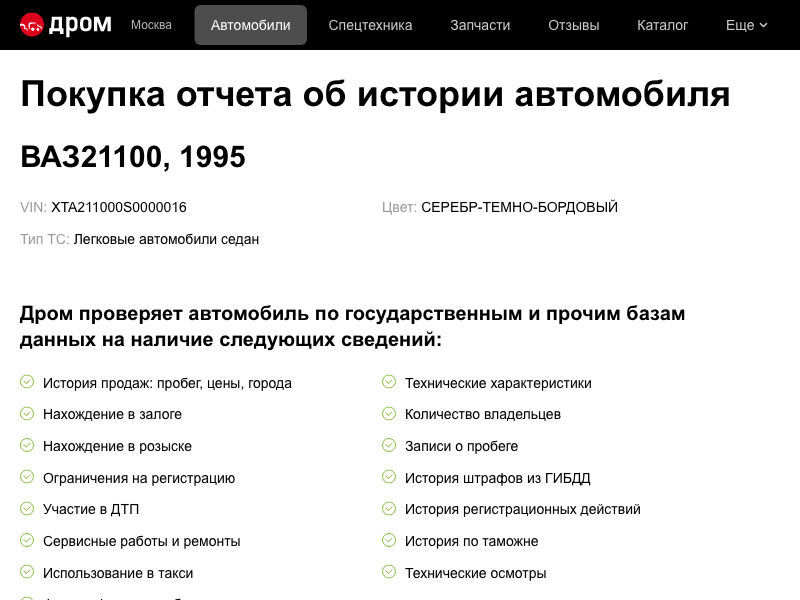 дром
Москва
Автомобили
Спецтехника
Запчасти
Отзывы
Каталог
Еще
Покупка отчета об истории автомобиля
ВАЗ21100, 1995
VIN: XTA211000S0000016
Цвет: СЕРЕБР-ТЕМНО-БОРДОВЫЙ
Тип ТС: Легковые автомобили седан
Дром проверяет автомобиль по государственным и прочим базам
данных на наличие следующих сведений:
История продаж: пробег, цены, города
Нахождение в залоге
Нахождение в розыске
Ограничения на регистрацию
Участие в ДТП
Сервисные работы и ремонты
Использование в такси
Технические характеристики
Количество владельцев
Записи о пробеге
История штрафов из ГИБДД
История регистрационных действий
История по таможне
Технические осмотры